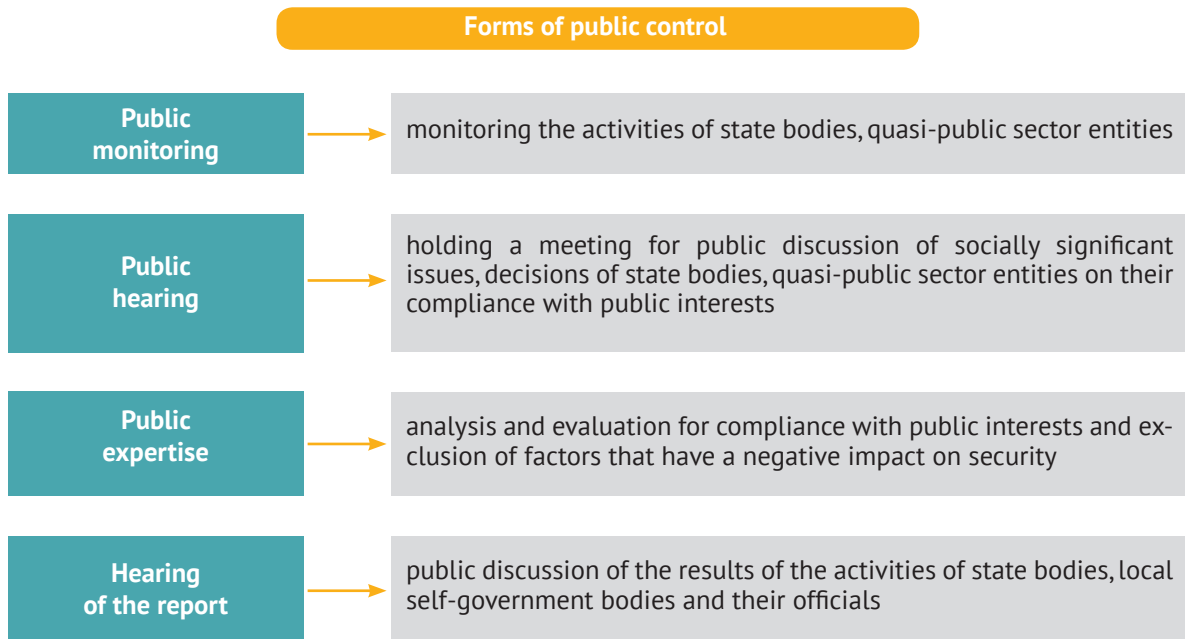 Forms of public control
Public
monitoring
monitoring the activities of state bodies, quasi-public sector entities
Public
hearing
holding a meeting for public discussion of socially significant
issues, decisions of state bodies, quasi-public sector entities on their
compliance with public interests
Public
expertise
analysis and evaluation for compliance with public interests and ex-
clusion of factors that have a negative impact on security
Hearing
of the report
public discussion of the results of the activities of state bodies, local
self-government bodies and their officials